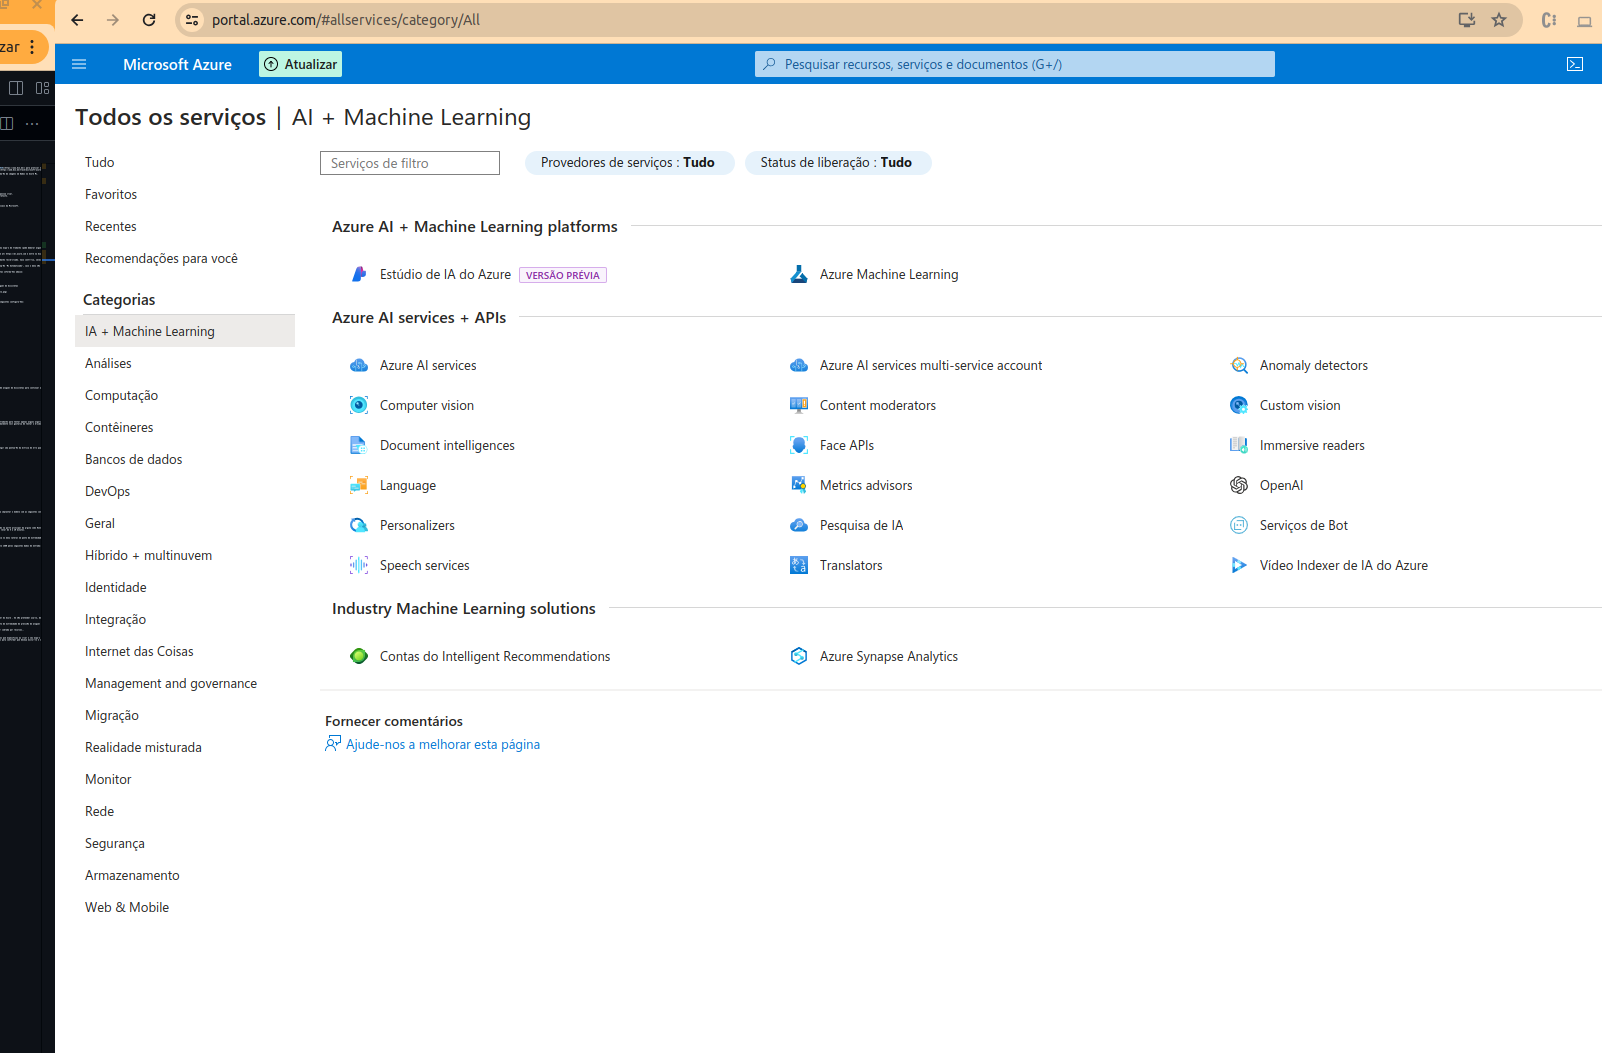 portal.azure.com/#allservices/category/All
zar
Microsoft Azure
Atualizar
Pesquisar recursos, serviços e documentos (G+/)
Todos os serviços | AI + Machine Learning
Tudo
Favoritos
Recentes
Recomendações para você
Categorias
IA + Machine Learning
Análises
Computação
Contêineres
Bancos de dados
DevOps
Geral
Híbrido + multinuvem
Identidade
Integração
Internet das Coisas
Management and governance
Migração
Realidade misturada
Monitor
Rede
Segurança
Armazenamento
Web & Mobile
Serviços de filtro
Provedores de serviços : Tudo
Status de liberação : Tudo
Azure AI + Machine Learning platforms
Estúdio de IA do Azure VERSÃO PRÉVIA
Azure Machine Learning
Azure AI services + APIs
Azure AI services
Azure AI services multi-service account
Anomaly detectors
Computer vision
Content moderators
Custom vision
Document intelligences
Face APIs
Immersive readers
Language
Metrics advisors
OpenAI
Personalizers
Pesquisa de IA
Serviços de Bot
Speech services
Translators
Vídeo Indexer de IA do Azure
Industry Machine Learning solutions
Contas do Intelligent Recommendations
Azure Synapse Analytics
Fornecer comentários
Ajude-nos a melhorar esta página